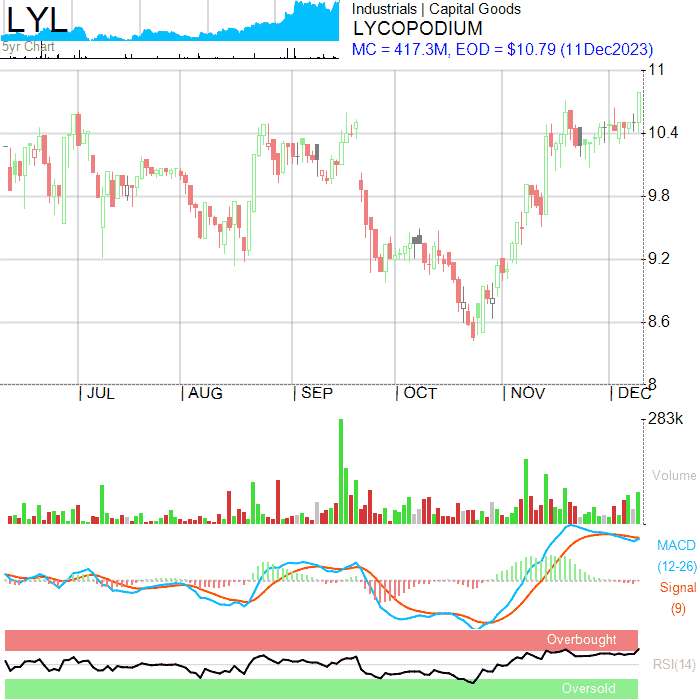 LYL
5yr Chart
Industrials | Capital Goods
LYCOPODIUM
MC = 417.3M, EOD = $10.79 (11Dec2023)
11
10.4
9.8
9.2
8.6
8
JUL AUG SEP OCT NOV DEC
283k
Volume
MACD
(12-26)
Signal
(9)
Overbought
RSI(14)
Oversold